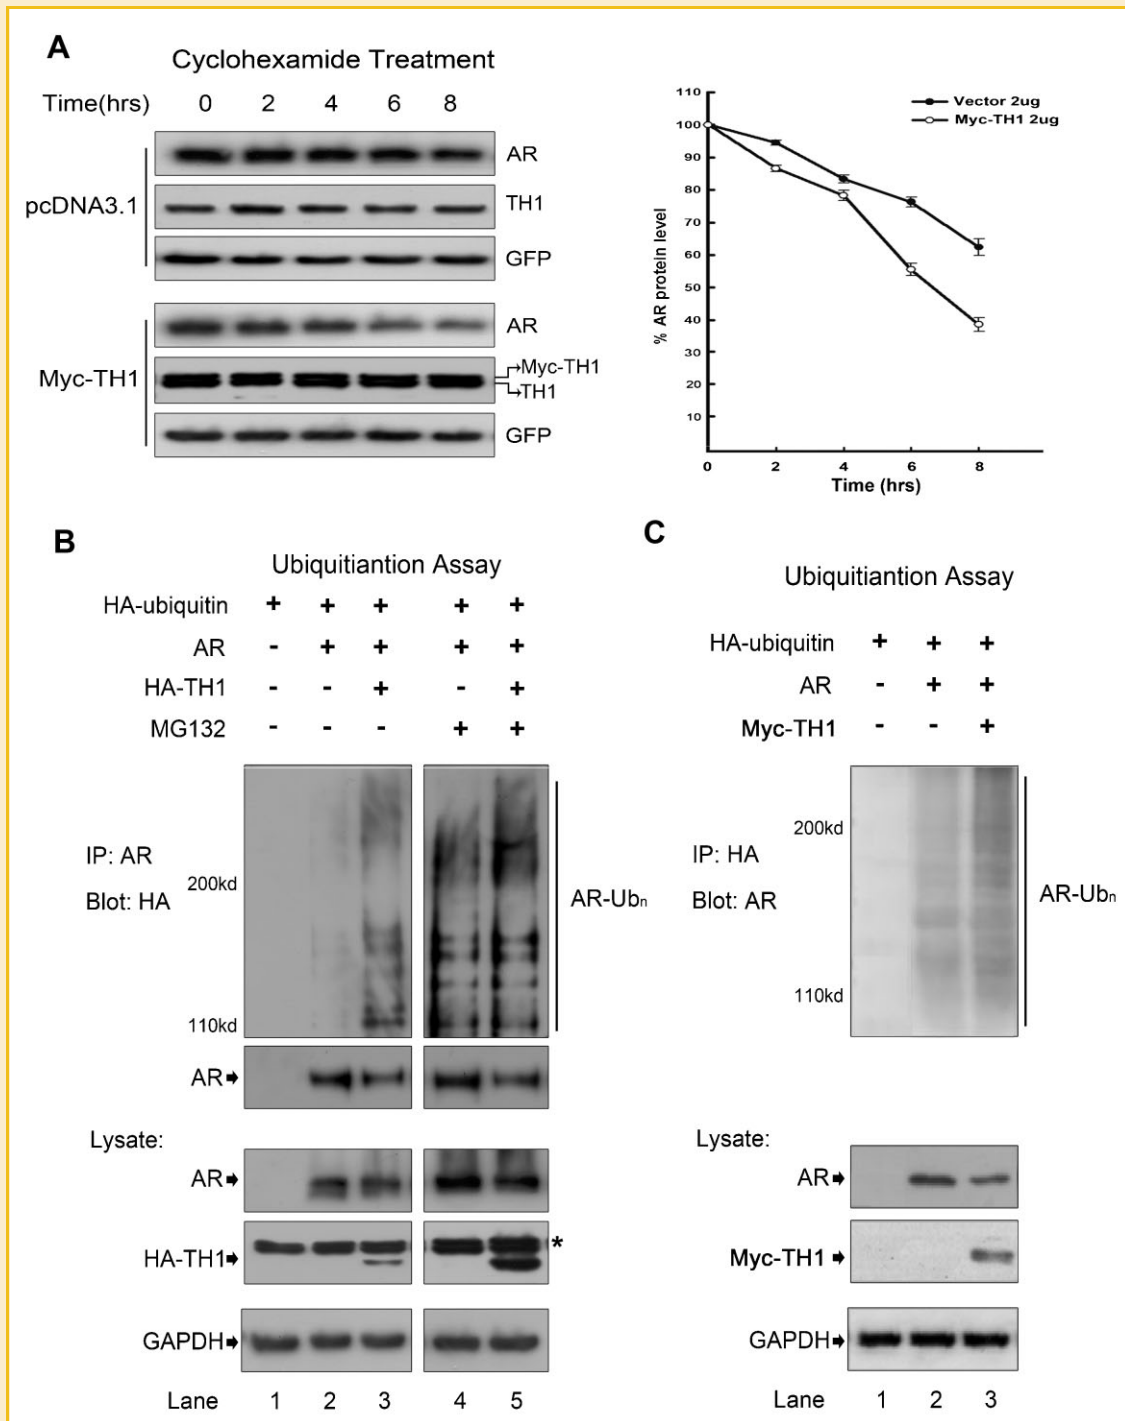 A
Cyclohexamide Treatment
Time(hrs) 0 2 4 6 8
AR
pcDNA3.1
TH1
GFP
AR
Myc-TH1
Myc-TH1
TH1
GFP
110
100
90
80
70
60
50
40
30
20
10
% AR protein level
Vector 2ug
Myc-TH1 2ug
0 2 4 6 8
Time (hrs)
B
Ubiquitiantion Assay
HA-ubiquitin + + + + +
AR - + + + +
HA-TH1 - - + - +
MG132 - - - + +
IP: AR
Blot: HA
200kd
110kd
AR-Ubn
AR
Lysate:
AR
HA-TH1 *
GAPDH
Lane 1 2 3 4 5
C
Ubiquitiantion Assay
HA-ubiquitin + + +
AR - + +
Myc-TH1 - - +
IP: HA
Blot: AR
200kd
110kd
AR-Ubn
Lysate:
AR
Myc-TH1
GAPDH
Lane 1 2 3